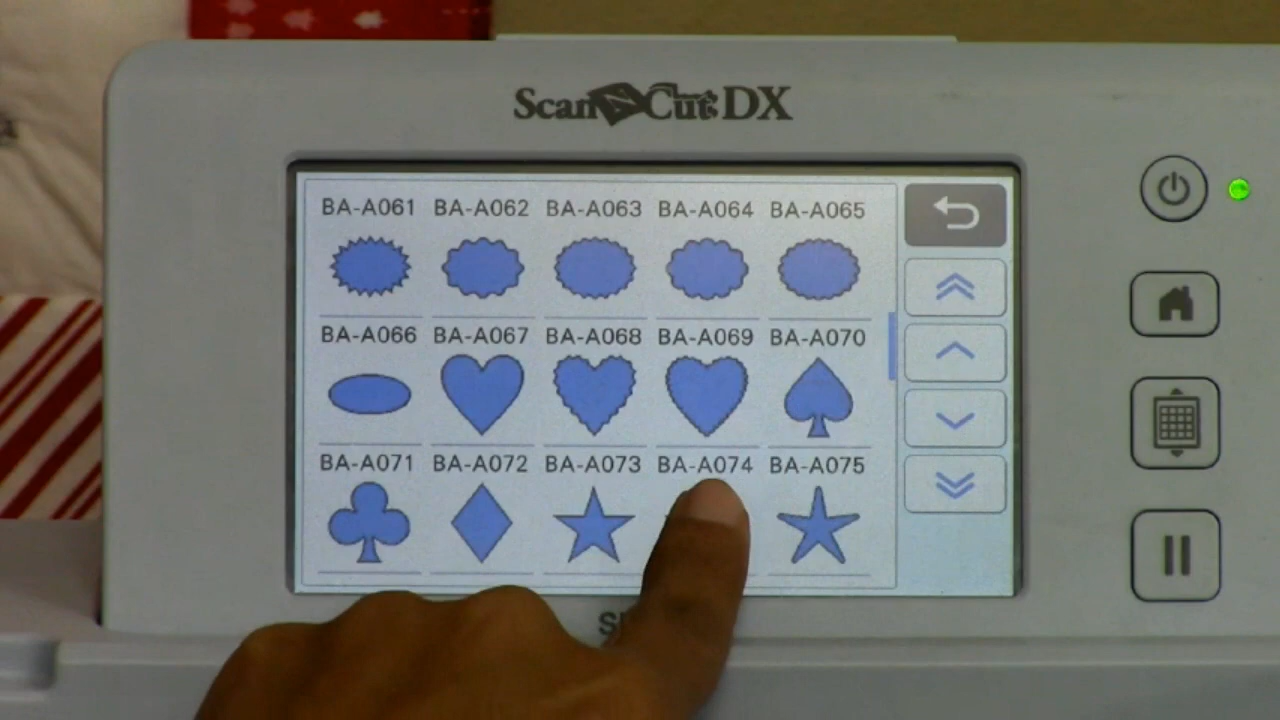 ScanNCut DX
BA-A061 BA-A062 BA-A063 BA-A064 BA-A065
BA-A066 BA-A067 BA-A068 BA-A069 BA-A070
BA-A071 BA-A072 BA-A073 BA-A074 BA-A075